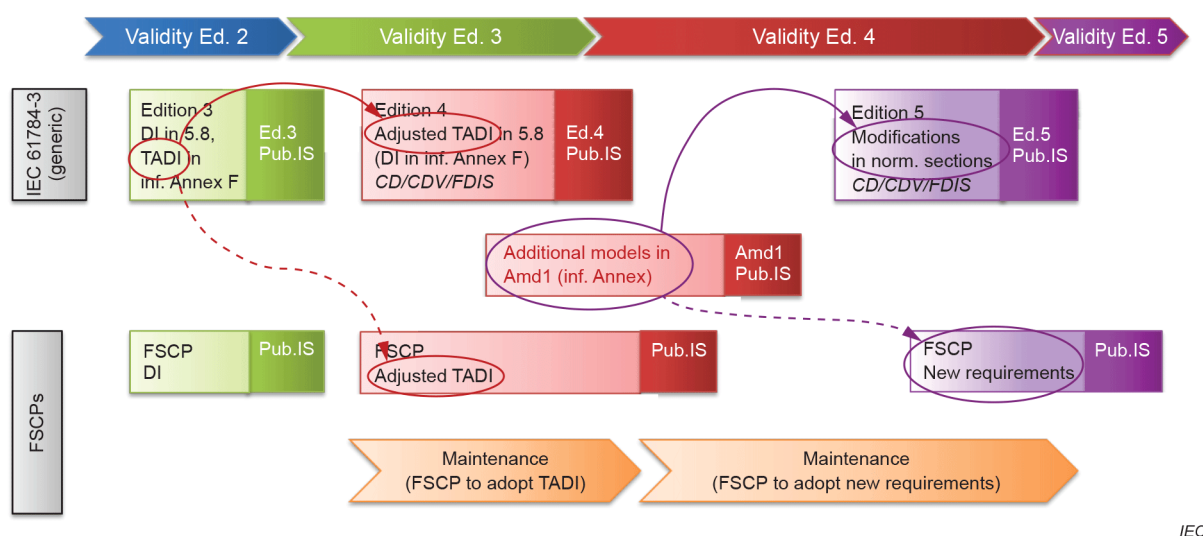 Validity Ed. 2
Validity Ed. 3
Validity Ed. 4
Validity Ed. 5
IEC 61784-3
(generic)
Edition 3
DI in 5.8,
TADI in
inf. Annex F
Ed.3
Pub.IS
Edition 4
Adjusted TADI in 5.8
(DI in inf. Annex F)
CD/CDV/FDIS
Ed.4
Pub.IS
Edition 5
Modifications
in norm. sections
CD/CDV/FDIS
Ed.5
Pub.IS
Additional models in
Amd1 (inf. Annex)
Amd1
Pub.IS
FSCPs
FSCP
DI
Pub.IS
FSCP
Adjusted TADI
Pub.IS
FSCP
New requirements
Pub.IS
Maintenance
(FSCP to adopt TADI)
Maintenance
(FSCP to adopt new requirements)
IEC